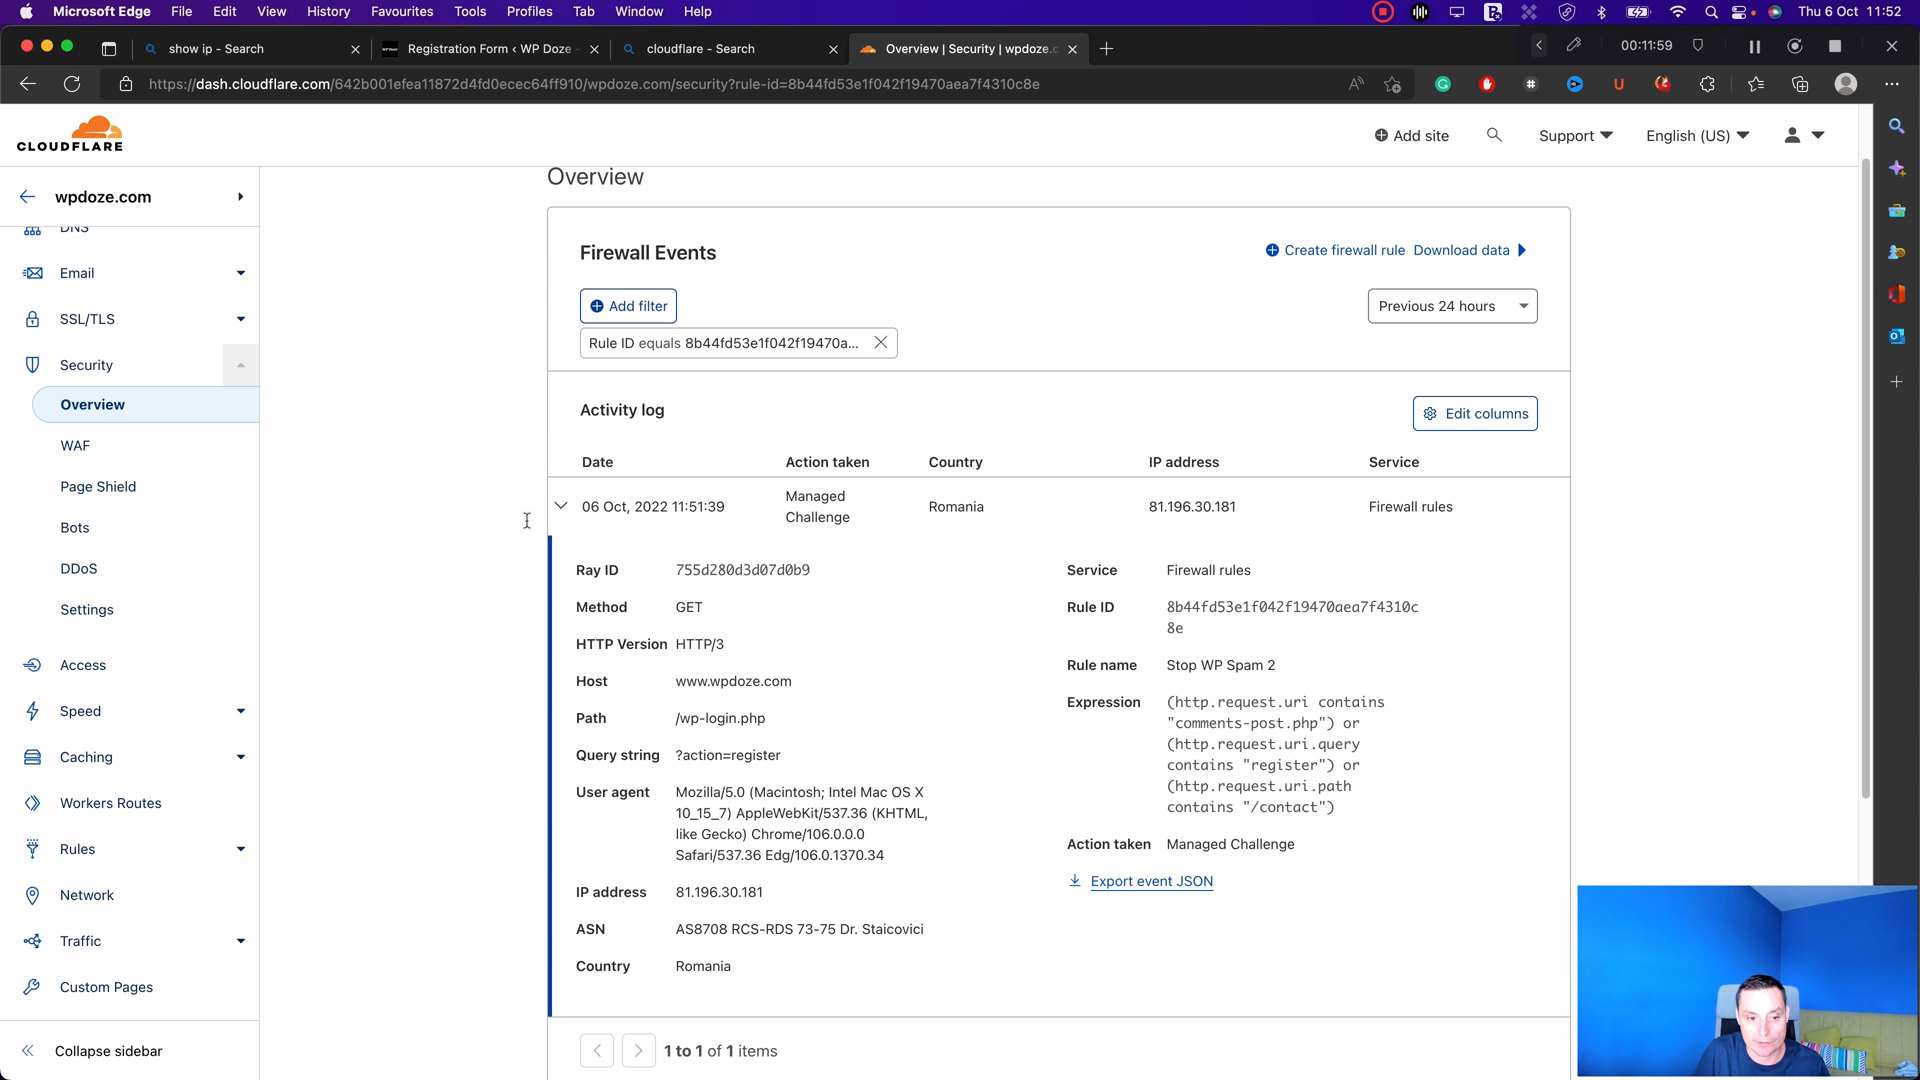 Microsoft Edge File Edit View History Favourites Tools Profiles Tab Window Help Thu 6 Oct 11:52
show ip - Search Registration Form ‹ WP Doze - cloudflare - Search Overview | Security | wpdoze.c 00:11:59
https://dash.cloudflare.com/642b001efea11872d4fd0ecec64ff910/wpdoze.com/security?rule-id=8b44fd53e1f042f19470aea7f4310c8e
CLOUDFLARE
Add site Support English (US)
wpdoze.com
DNS
Email
SSL/TLS
Security
Overview
WAF
Page Shield
Bots
DDoS
Settings
Access
Speed
Caching
Workers Routes
Rules
Network
Traffic
Custom Pages
Collapse sidebar
Overview
Firewall Events
Create firewall rule Download data
Add filter
Previous 24 hours
Rule ID equals 8b44fd53e1f042f19470a...
Activity log
Edit columns
Date Action taken Country IP address Service
06 Oct, 2022 11:51:39 Managed Challenge Romania 81.196.30.181 Firewall rules
Ray ID 755d280d3d07d0b9
Method GET
HTTP Version HTTP/3
Host www.wpdoze.com
Path /wp-login.php
Query string ?action=register
User agent Mozilla/5.0 (Macintosh; Intel Mac OS X
10_15_7) AppleWebKit/537.36 (KHTML,
like Gecko) Chrome/106.0.0.0
Safari/537.36 Edg/106.0.1370.34
IP address 81.196.30.181
ASN AS8708 RCS-RDS 73-75 Dr. Staicovici
Country Romania
Service Firewall rules
Rule ID 8b44fd53e1f042f19470aea7f4310c
8e
Rule name Stop WP Spam 2
Expression (http.request.uri contains
"comments-post.php") or
(http.request.uri.query
contains "register") or
(http.request.uri.path
contains "/contact")
Action taken Managed Challenge
Export event JSON
1 to 1 of 1 items